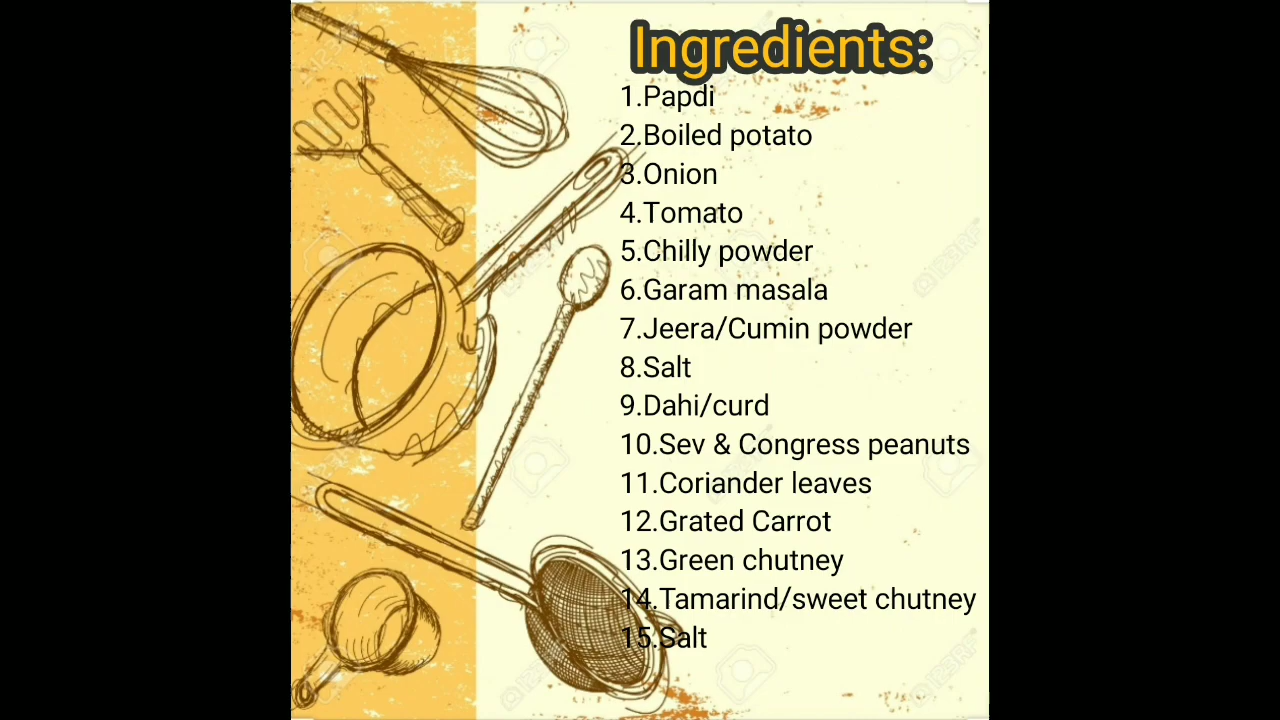 Ingredients:
1.Papdi
2.Boiled potato
3.Onion
4.Tomato
5.Chilly powder
6.Garam masala
7.Jeera/Cumin powder
8.Salt
9.Dahi/curd
10.Sev & Congress peanuts
11.Coriander leaves
12.Grated Carrot
13.Green chutney
14.Tamarind/sweet chutney
15.Salt